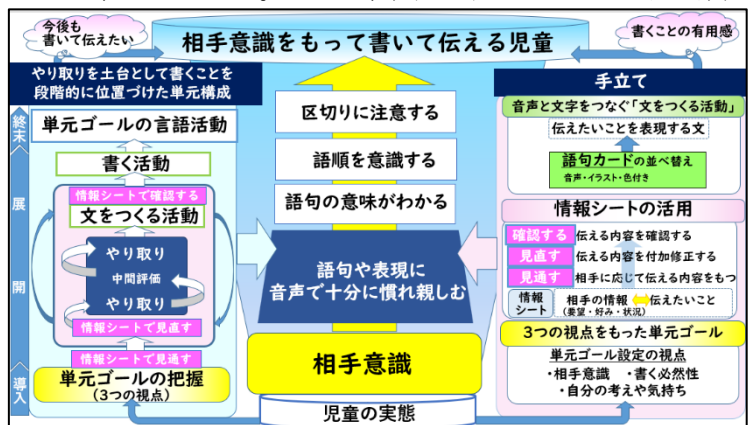 今後も
書いて伝えたい
相手意識をもって書いて伝える児童
書くことの有用感
やり取りを土台として書くことを
段階的に位置づけた単元構成
終末
展
開
導入
単元ゴールの言語活動
書く活動
情報シートで確認する
文をつくる活動
やり取り
中間評価
やり取り
情報シートで見直す
情報シートで見通す
単元ゴールの把握
(3つの視点)
区切りに注意する
語順を意識する
語句の意味がわかる
語句や表現に
音声で十分に慣れ親しむ
相手意識
児童の実態
手立て
音声と文字をつなぐ「文をつくる活動」
伝えたいことを表現する文
語句カードの並べ替え
音声・イラスト・色付き
情報シートの活用
確認する 伝える内容を確認する
見直す 伝える内容を付加修正する
見通す 相手に応じて伝える内容をもつ
情報
シート
相手の情報 伝えたいこと
(要望・好み・状況)
3つの視点をもった単元ゴール
単元ゴール設定の視点
・相手意識 ・書く必然性
・自分の考えや気持ち